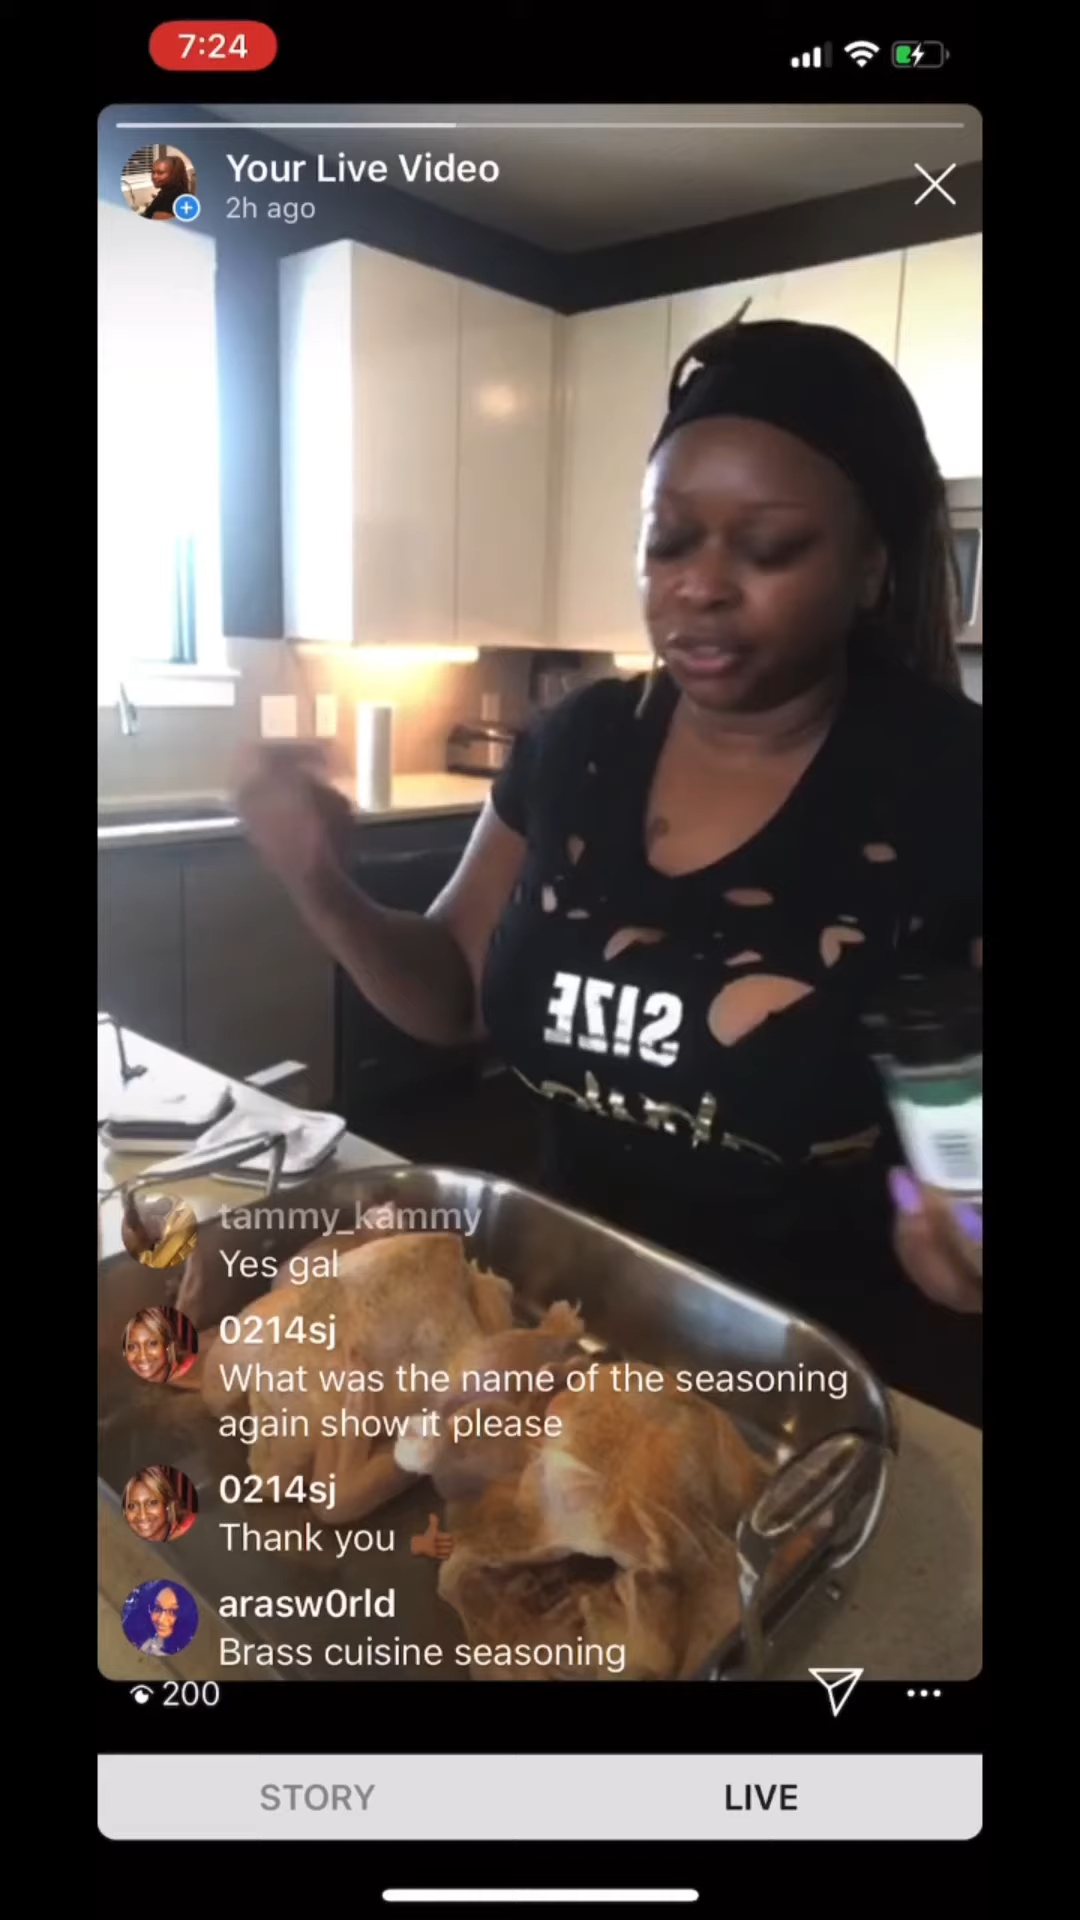 7:24
Your Live Video
2h ago
SIZE
tammy_kammy
Yes gal
0214sj
What was the name of the seasoning
again show it please
0214sj
Thank you
arasw0rld
Brass cuisine seasoning
200
STORY
LIVE